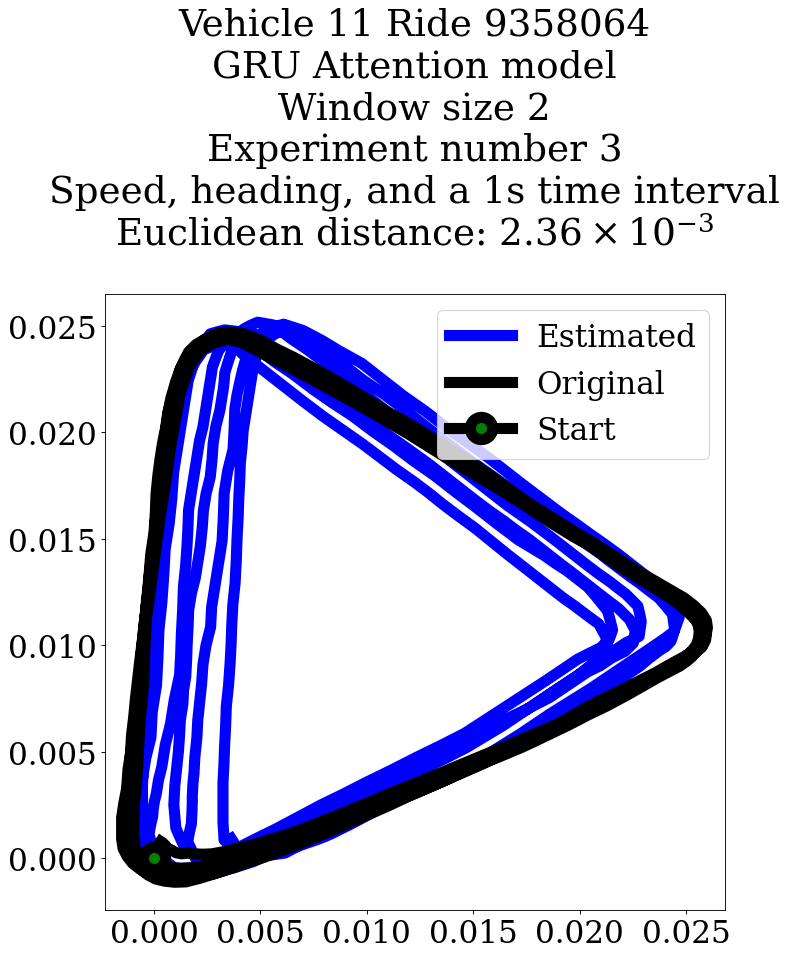 Vehicle 11 Ride 9358064
GRU Attention model
Window size 2
Experiment number 3
Speed, heading, and a 1s time interval
Euclidean distance: 2.36 × 10⁻³
Estimated
Original
Start
0.025
0.020
0.015
0.010
0.005
0.000
0.000 0.005 0.010 0.015 0.020 0.025